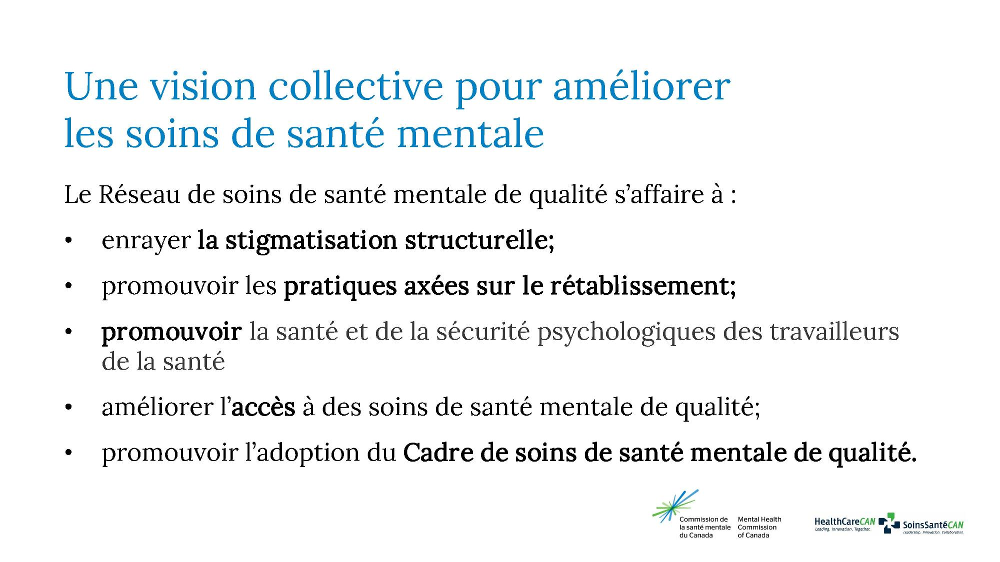 Une vision collective pour améliorer
les soins de santé mentale
Le Réseau de soins de santé mentale de qualité s’affaire à :
• enrayer la stigmatisation structurelle;
• promouvoir les pratiques axées sur le rétablissement;
• promouvoir la santé et de la sécurité psychologiques des travailleurs
de la santé
• améliorer l’accès à des soins de santé mentale de qualité;
• promouvoir l’adoption du Cadre de soins de santé mentale de qualité.
Commission de
la santé mentale
du Canada
Mental Health
Commission
of Canada
HealthCareCAN
Leading. Innovation. Together.
SoinsSantéCAN
Leadership. Innovation. Collaboration.